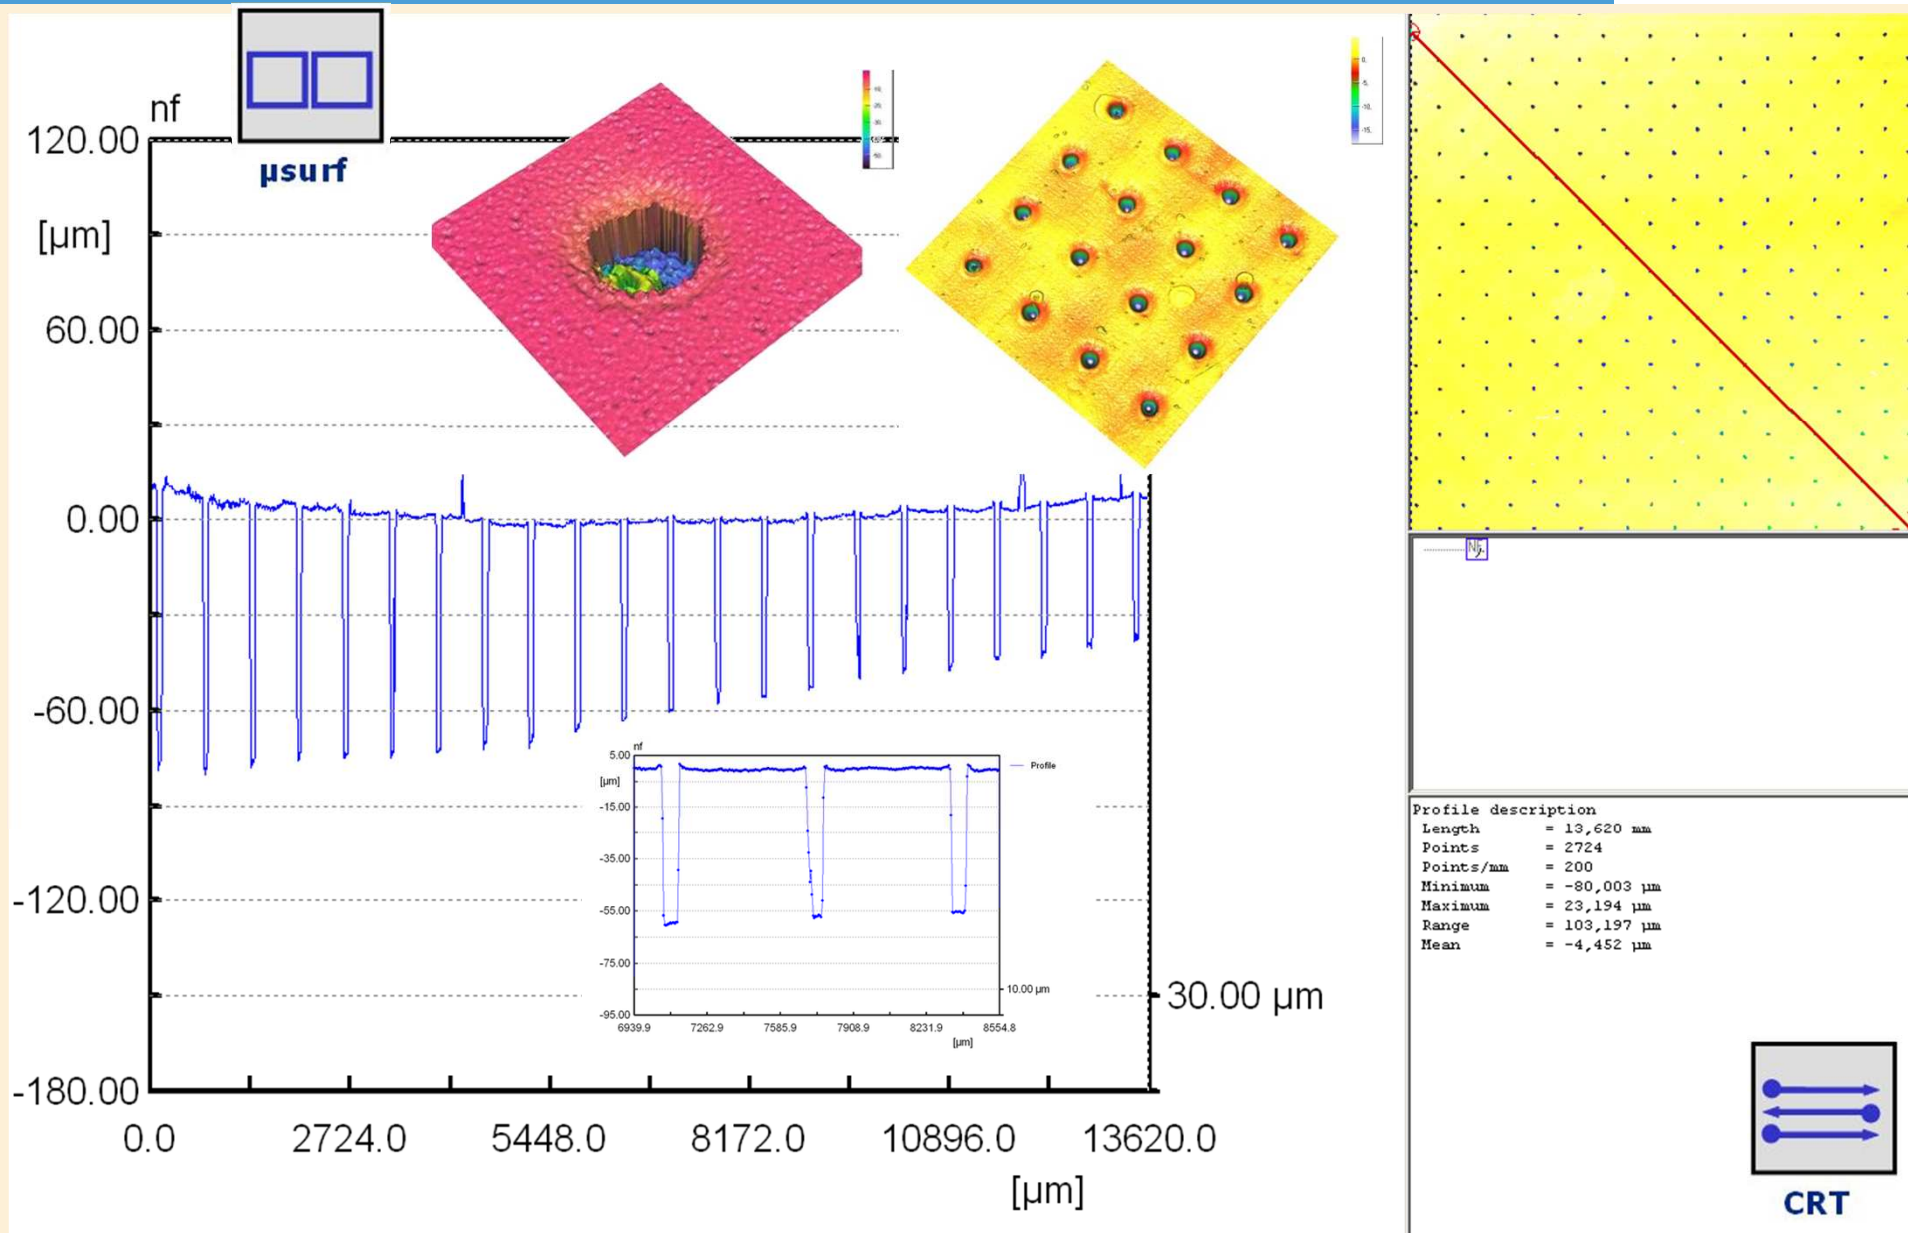 nf
120.00
[µm]
60.00
0.00
-60.00
-120.00
-180.00
0.0 2724.0 5448.0 8172.0 10896.0 13620.0
[µm]
30.00 µm
µsurf
nf
5.00
[µm]
-15.00
-35.00
-55.00
-75.00
-95.00
6939.9 7262.9 7585.9 7908.9 8231.9 8554.8
[µm]
Profile
10.00 µm
Profile description
Length = 13,620 mm
Points = 2724
Points/mm = 200
Minimum = -80,003 µm
Maximum = 23,194 µm
Range = 103,197 µm
Mean = -4,452 µm
CRT